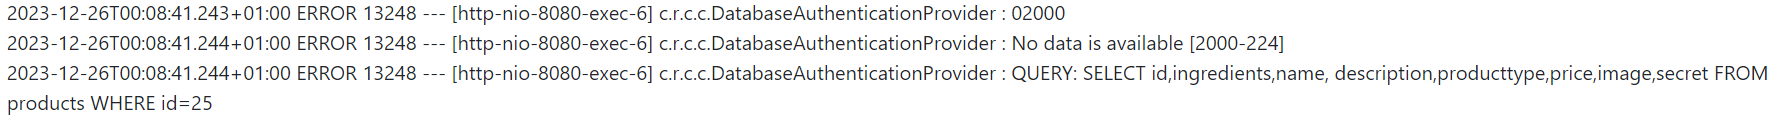 2023-12-26T00:08:41.243+01:00 ERROR 13248 --- [http-nio-8080-exec-6] c.r.c.c.DatabaseAuthenticationProvider : 02000
2023-12-26T00:08:41.244+01:00 ERROR 13248 --- [http-nio-8080-exec-6] c.r.c.c.DatabaseAuthenticationProvider : No data is available [2000-224]
2023-12-26T00:08:41.244+01:00 ERROR 13248 --- [http-nio-8080-exec-6] c.r.c.c.DatabaseAuthenticationProvider : QUERY: SELECT id,ingredients,name, description,producttype,price,image,secret FROM
products WHERE id=25